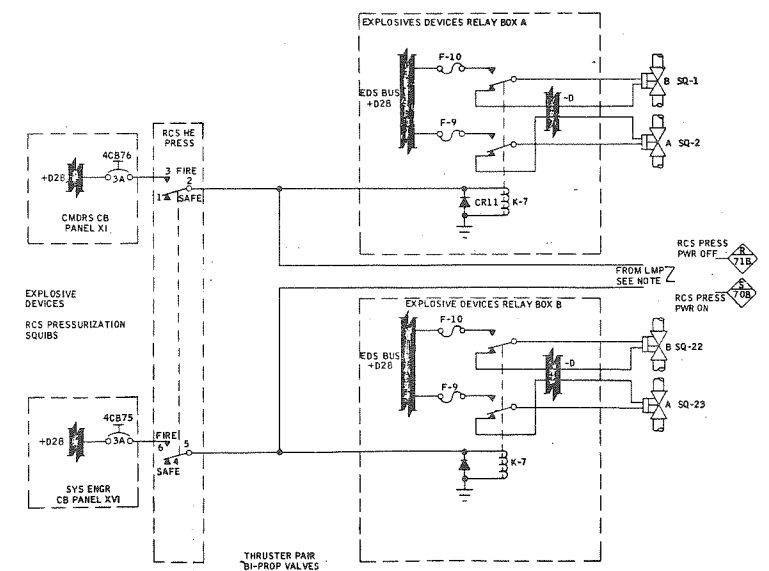 EXPLOSIVES DEVICES RELAY BOX A
F-10
EDS BUS
+D28
B SQ-1
~D
F-9
A SQ-2
RCS HE
PRESS
4CB76
+D28
3A
3 FIRE
2
1
SAFE
CMDRS CB
PANEL XI
CR11
K-7
RCS PRESS
PWR OFF
R
71B
FROM LMP
SEE NOTE
S
70B
RCS PRESS
PWR ON
EXPLOSIVE
DEVICES
RCS PRESSURIZATION
SQUIBS
EXPLOSIVE DEVICES RELAY BOX B
F-10
EDS BUS
+D28
B SQ-22
~D
F-9
A SQ-23
4CB75
+D28
3A
FIRE
6
5
4
SAFE
K-7
SYS ENGR
CB PANEL XVI
THRUSTER PAIR
BI-PROP VALVES